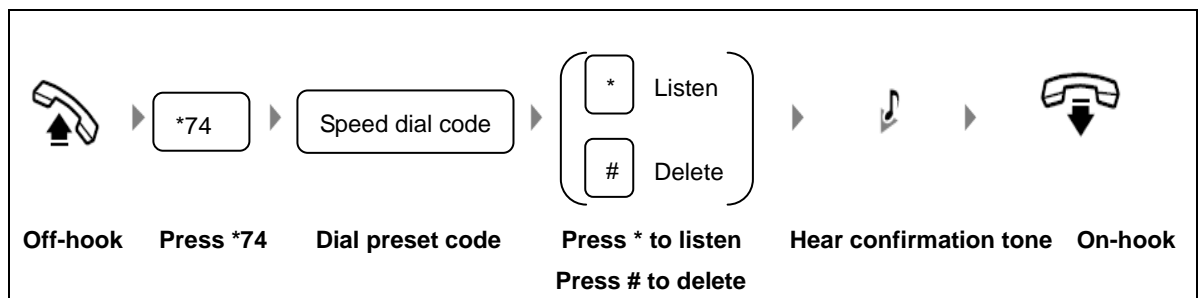 *74
Speed dial code
* Listen
# Delete
Off-hook Press *74 Dial preset code Press * to listen Hear confirmation tone On-hook
Press # to delete